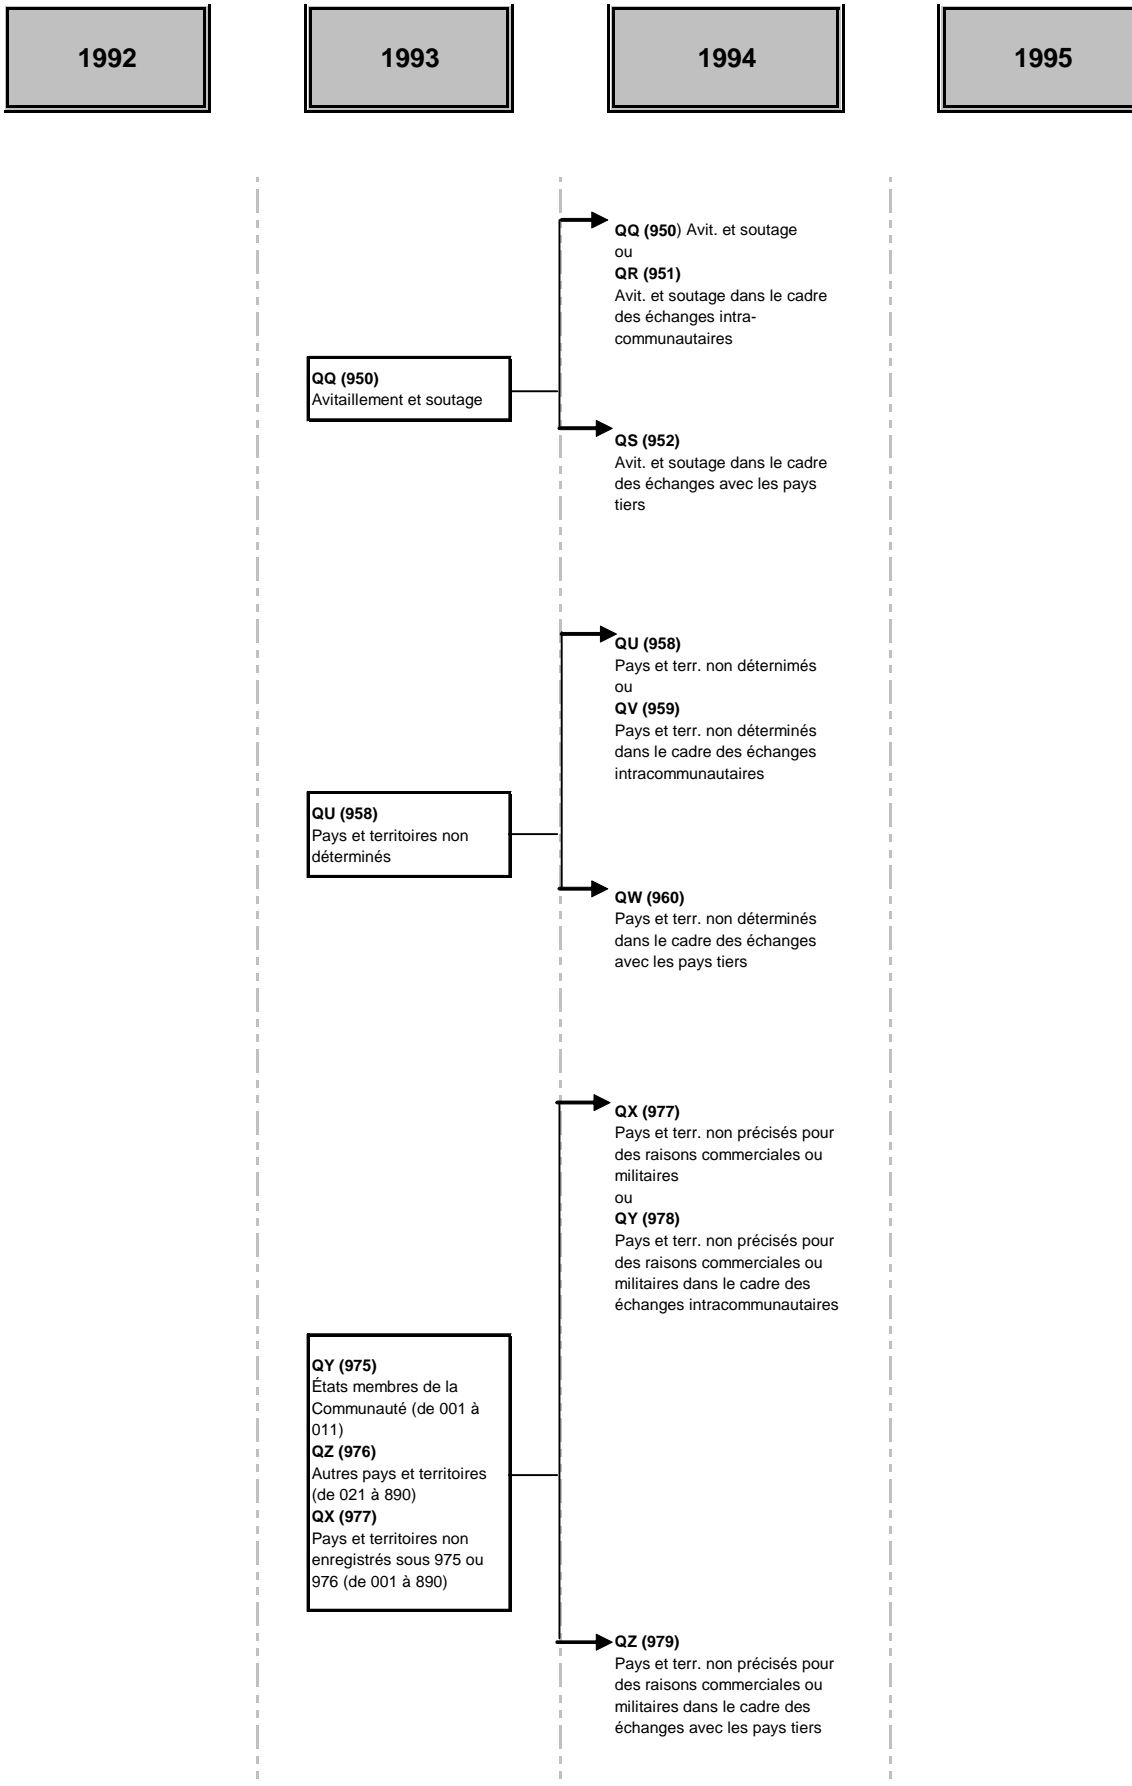 1992
1993
1994
1995
QQ (950)
Avitaillement et soutage
QQ (950) Avit. et soutage
ou
QR (951)
Avit. et soutage dans le cadre
des échanges intra-
communautaires
QS (952)
Avit. et soutage dans le cadre
des échanges avec les pays
tiers
QU (958)
Pays et territoires non
déterminés
QU (958)
Pays et terr. non déternimés
ou
QV (959)
Pays et terr. non déterminés
dans le cadre des échanges
intracommunautaires
QW (960)
Pays et terr. non déterminés
dans le cadre des échanges
avec les pays tiers
QY (975)
États membres de la
Communauté (de 001 à
011)
QZ (976)
Autres pays et territoires
(de 021 à 890)
QX (977)
Pays et territoires non
enregistrés sous 975 ou
976 (de 001 à 890)
QX (977)
Pays et terr. non précisés pour
des raisons commerciales ou
militaires
ou
QY (978)
Pays et terr. non précisés pour
des raisons commerciales ou
militaires dans le cadre des
échanges intracommunautaires
QZ (979)
Pays et terr. non précisés pour
des raisons commerciales ou
militaires dans le cadre des
échanges avec les pays tiers